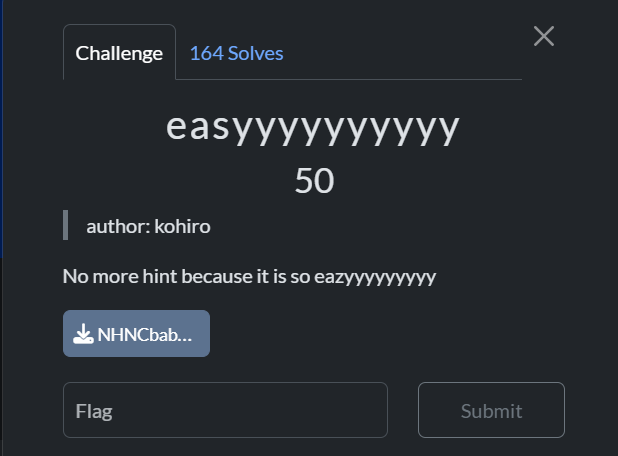 Challenge
164 Solves
easyyyyyyyyyy
50
author: kohiro
No more hint because it is so eazyyyyyyyyy
NHNCbab...
Flag
Submit